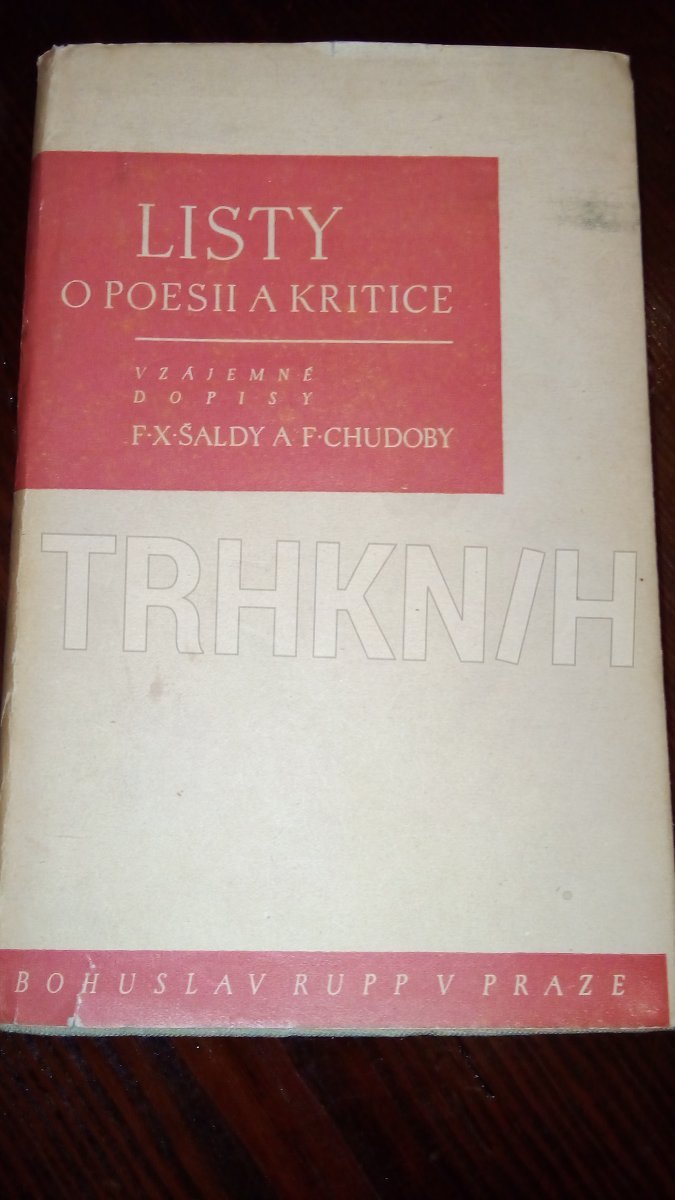 LISTY
O POESII A KRITICE
VZÁJEMNÉ
DOPISY
F·X·ŠALDY A F·CHUDOBY
TRHKN/H
BOHUSLAV RUPP V PRAZE